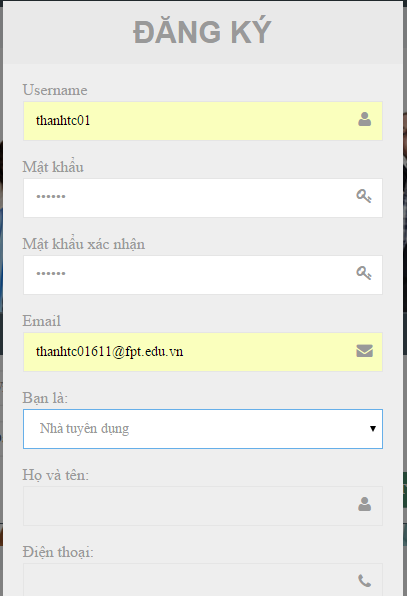 ĐĂNG KÝ
Username
thanhtc01
Mật khẩu
••••••
Mật khẩu xác nhận
••••••
Email
thanhtc01611@fpt.edu.vn
Bạn là:
Nhà tuyên dụng
Họ và tên:
Điện thoại: